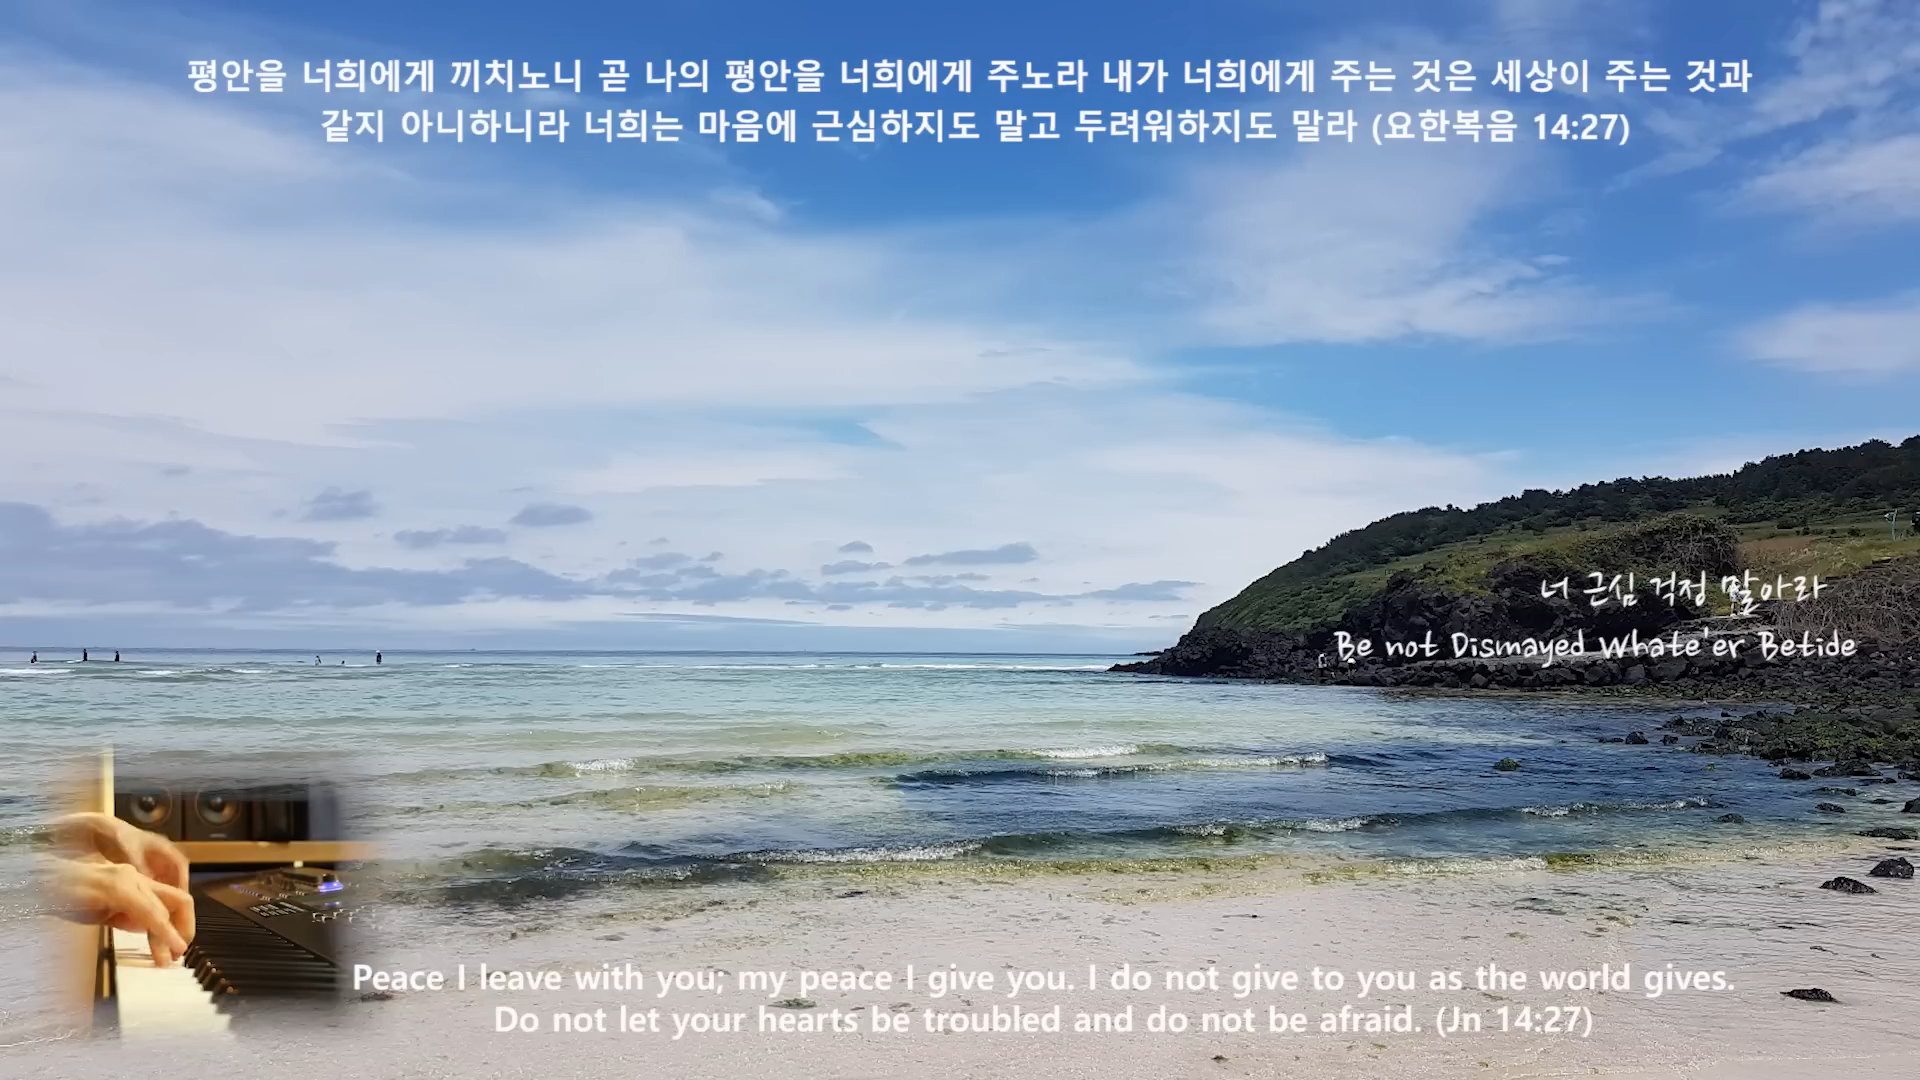 평안을 너희에게 끼치노니 곧 나의 평안을 너희에게 주노라 내가 너희에게 주는 것은 세상이 주는 것과
같지 아니하니라 너희는 마음에 근심하지도 말고 두려워하지도 말라 (요한복음 14:27)
너 근심 걱정 말아라
Be not Dismayed Whate'er Betide
Peace I leave with you; my peace I give you. I do not give to you as the world gives.
Do not let your hearts be troubled and do not be afraid. (Jn 14:27)